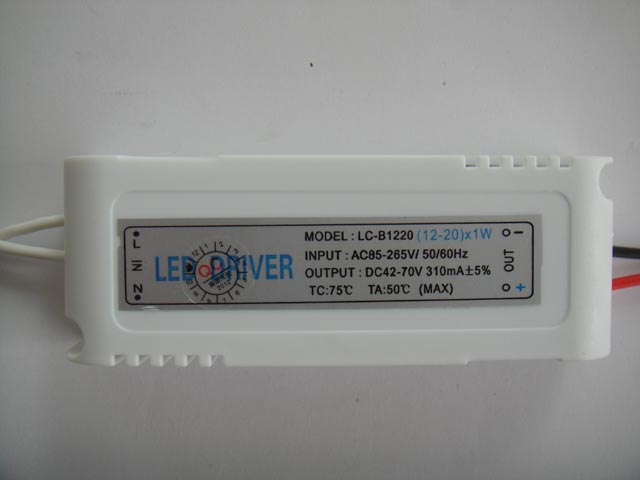 L
IN
N
LED DRIVER
MODEL : LC-B1220 (12-20)x1W
INPUT : AC85-265V/ 50/60Hz
OUTPUT : DC42-70V 310mA±5%
TC:75℃ TA:50℃ (MAX)
OUT
-
+